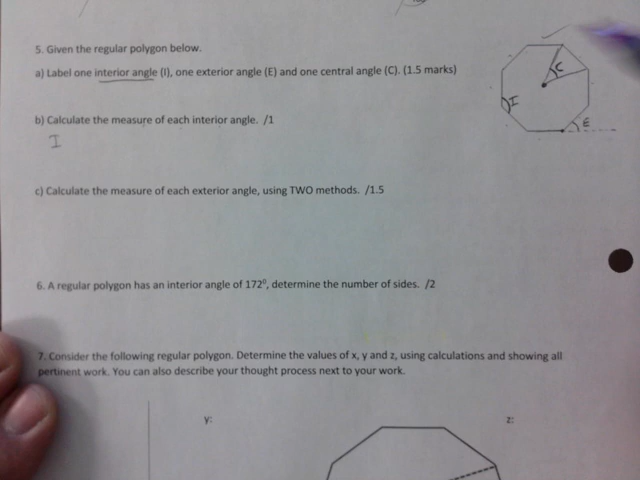 5. Given the regular polygon below.
a) Label one interior angle (I), one exterior angle (E) and one central angle (C). (1.5 marks)
C
I
E
b) Calculate the measure of each interior angle. /1
I
c) Calculate the measure of each exterior angle, using TWO methods. /1.5
6. A regular polygon has an interior angle of 172⁰, determine the number of sides. /2
7. Consider the following regular polygon. Determine the values of x, y and z, using calculations and showing all
pertinent work. You can also describe your thought process next to your work.
y: z: